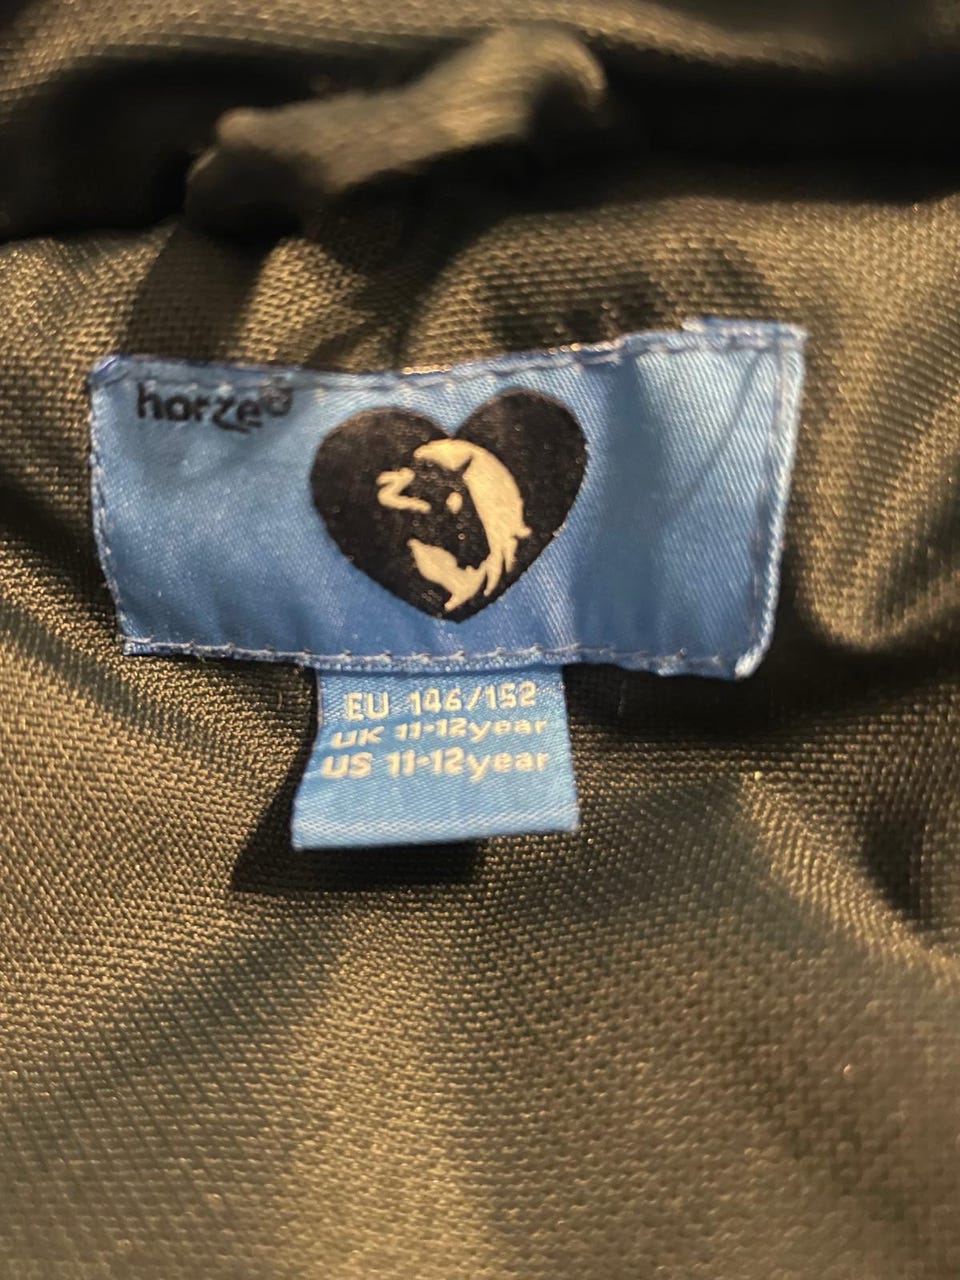 horze
EU 146/152
UK 11-12year
US 11-12year